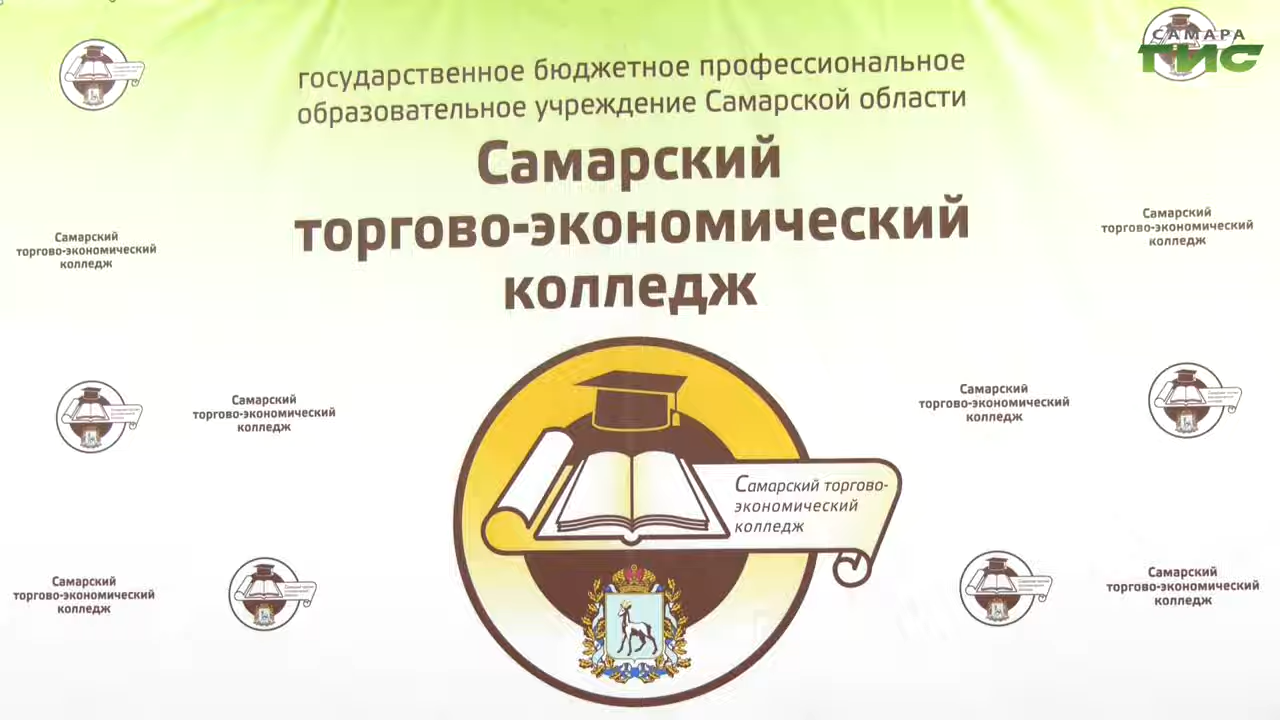 САМАРА
ГИС
государственное бюджетное профессиональное
образовательное учреждение Самарской области
Самарский
торгово-экономический
колледж
Самарский
торгово-экономический
колледж
Самарский
торгово-экономический
колледж
Самарский
торгово-экономический
колледж
Самарский
торгово-экономический
колледж
Самарский торгово-
экономический
колледж
Самарский
торгово-экономический
колледж
Самарский
торгово-экономический
колледж